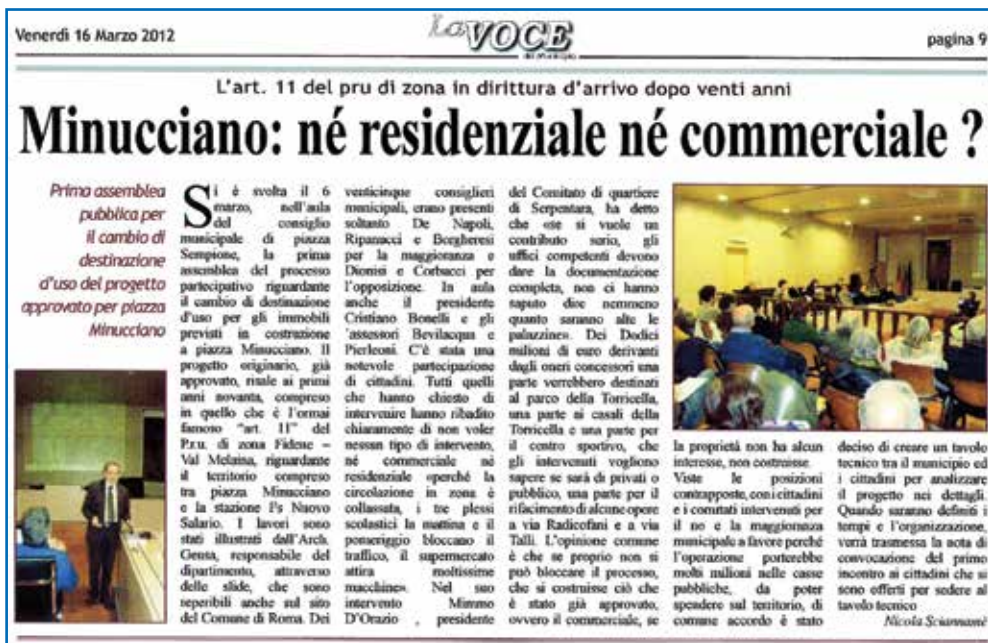 Venerdì 16 Marzo 2012
La VOCE
pagina 9
L'art. 11 del pru di zona in dirittura d'arrivo dopo venti anni
Minucciano: né residenziale né commerciale ?
Prima assemblea
pubblica per
il cambio di
destinazione
d'uso del progetto
approvato per piazza
Minucciano
Si è svolta il 6
marzo, nell'aula
del consiglio
municipale di piazza
Sempione, la prima
assemblea del processo
partecipativo riguardante
il cambio di destinazione
d'uso per gli immobili
previsti in costruzione
a piazza Minucciano. Il
progetto originario, già
approvato, risale ai primi
anni novanta, compreso
in quello che è l'ormai
famoso "art. 11" del
P.r.u. di zona Fidene –
Val Melaina, riguardante
il territorio compreso
tra piazza Minucciano
e la stazione Fs Nuovo
Salario. I lavori sono
stati illustrati dall'Arch.
Genta, responsabile del
dipartimento, attraverso
delle slide, che sono
reperibili anche sul sito
del Comune di Roma. Dei
venticinque consiglieri
municipali, erano presenti
soltanto De Napoli,
Ripanacci e Borgheresi
per la maggioranza e
Dionisi e Corbucci per
l'opposizione. In aula
anche il presidente
Cristiano Bonelli e gli
'assessori Bevilacqua e
Pierleoni. C'è stata una
notevole partecipazione
di cittadini. Tutti quelli
che hanno chiesto di
intervenire hanno ribadito
chiaramente di non voler
nessun tipo di intervento,
né commerciale né
residenziale «perché la
circolazione in zona è
collassata, i tre plessi
scolastici la mattina e il
pomeriggio bloccano il
traffico, il supermercato
attira moltissime
macchine». Nel suo
intervento Mimmo
D'Orazio , presidente
del Comitato di quartiere
di Serpentara, ha detto
che «se si vuole un
contributo serio, gli
uffici competenti devono
dare la documentazione
completa, non ci hanno
saputo dire nemmeno
quanto saranno alte le
palazzine». Dei Dodici
milioni di euro derivanti
dagli oneri concessori una
parte verrebbero destinati
al parco della Torricella,
una parte ai casali della
Torricella e una parte per
il centro sportivo, che
gli intervenuti vogliono
sapere se sarà di privati o
pubblico, una parte per il
rifacimento di alcune opere
a via Radicofani e a via
Talli. L'opinione comune
è che se proprio non si
può bloccare il processo,
che si costruisse ciò che
è stato già approvato,
ovvero il commerciale, se
la proprietà non ha alcun
interesse, non costruisse.
Viste le posizioni
contrapposte, con i cittadini
e i comitati intervenuti per
il no e la maggioranza
municipale a favore perché
l'operazione porterebbe
molti milioni nelle casse
pubbliche, da poter
spendere sul territorio, di
comune accordo è stato
deciso di creare un tavolo
tecnico tra il municipio ed
i cittadini per analizzare
il progetto nei dettagli.
Quando saranno definiti i
tempi e l'organizzazione,
verrà trasmessa la nota di
convocazione del primo
incontro ai cittadini che si
sono offerti per sedere al
tavolo tecnico
Nicola Sciannamè